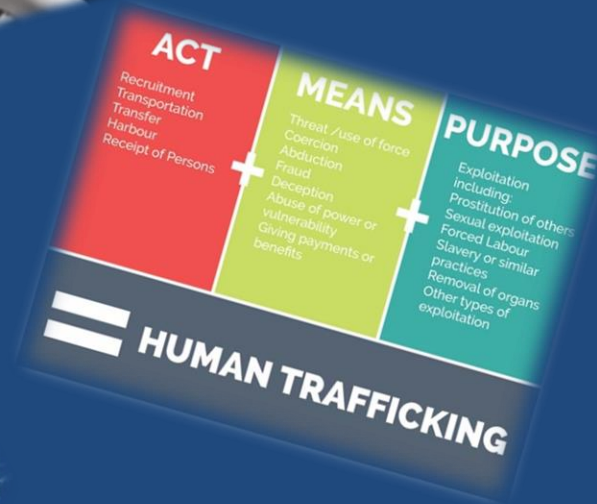 ACT
Recruitment
Transportation
Transfer
Harbour
Receipt of Persons
+
MEANS
Threat /use of force
Coercion
Abduction
Fraud
Deception
Abuse of power or
vulnerability
Giving payments or
benefits
+
PURPOSE
Exploitation
including:
Prostitution of others
Sexual exploitation
Forced Labour
Slavery or similar
practices
Removal of organs
Other types of
exploitation
= HUMAN TRAFFICKING